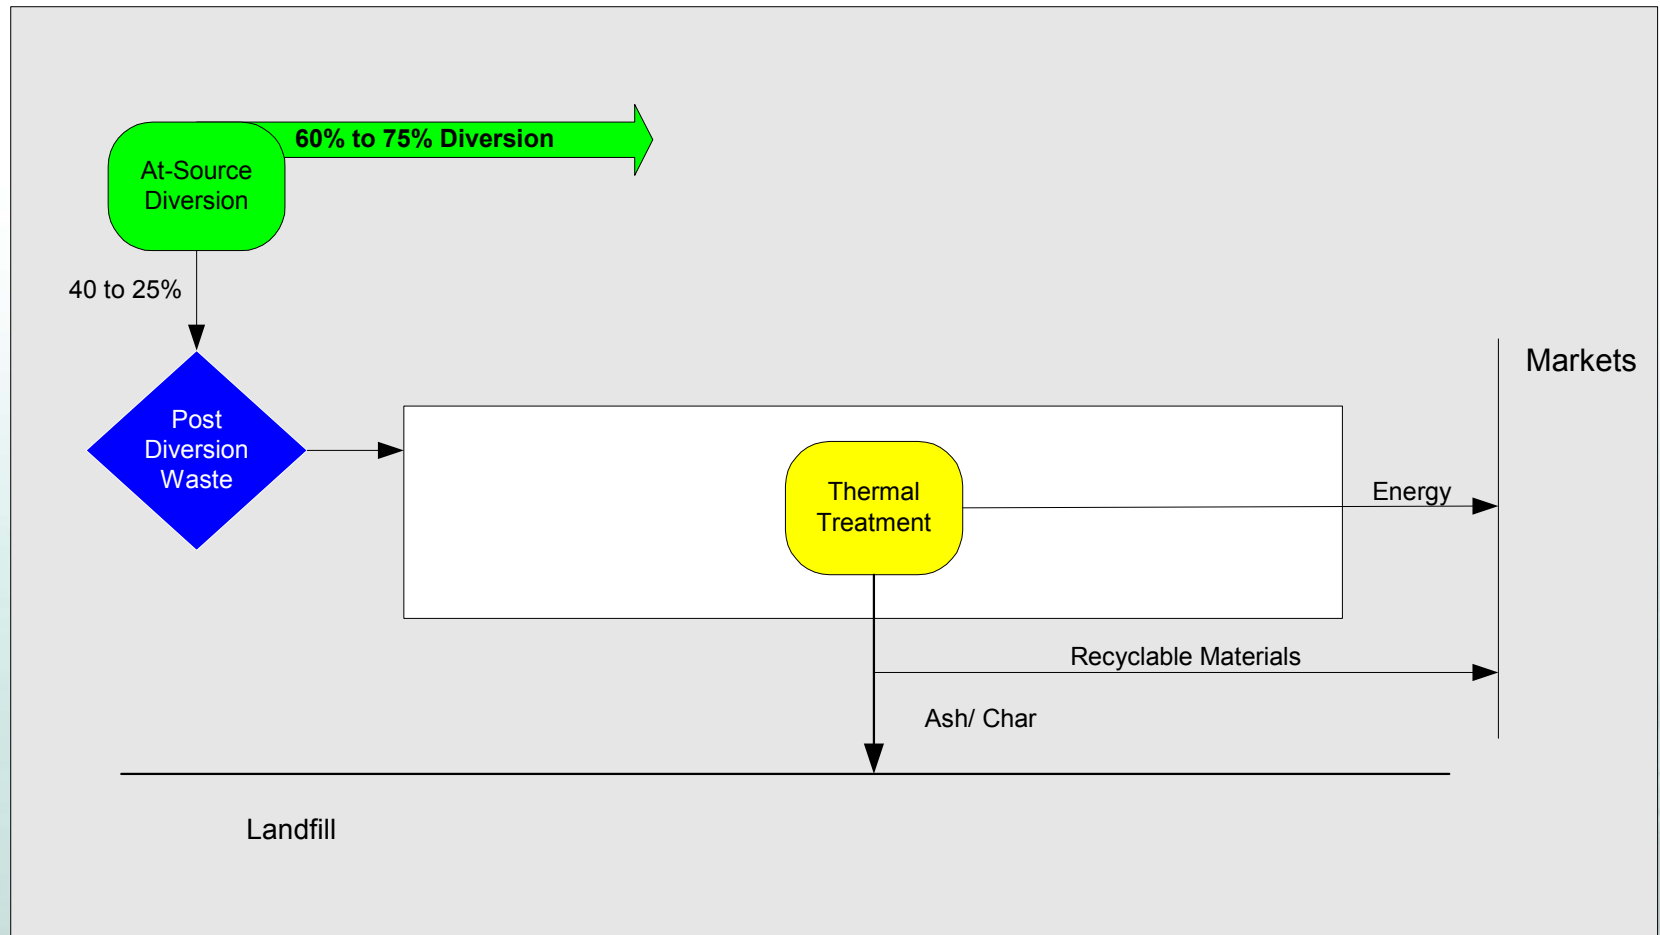 60% to 75% Diversion
At-Source
Diversion
40 to 25%
Markets
Post
Diversion
Waste
Thermal
Treatment
Energy
Recyclable Materials
Ash/ Char
Landfill